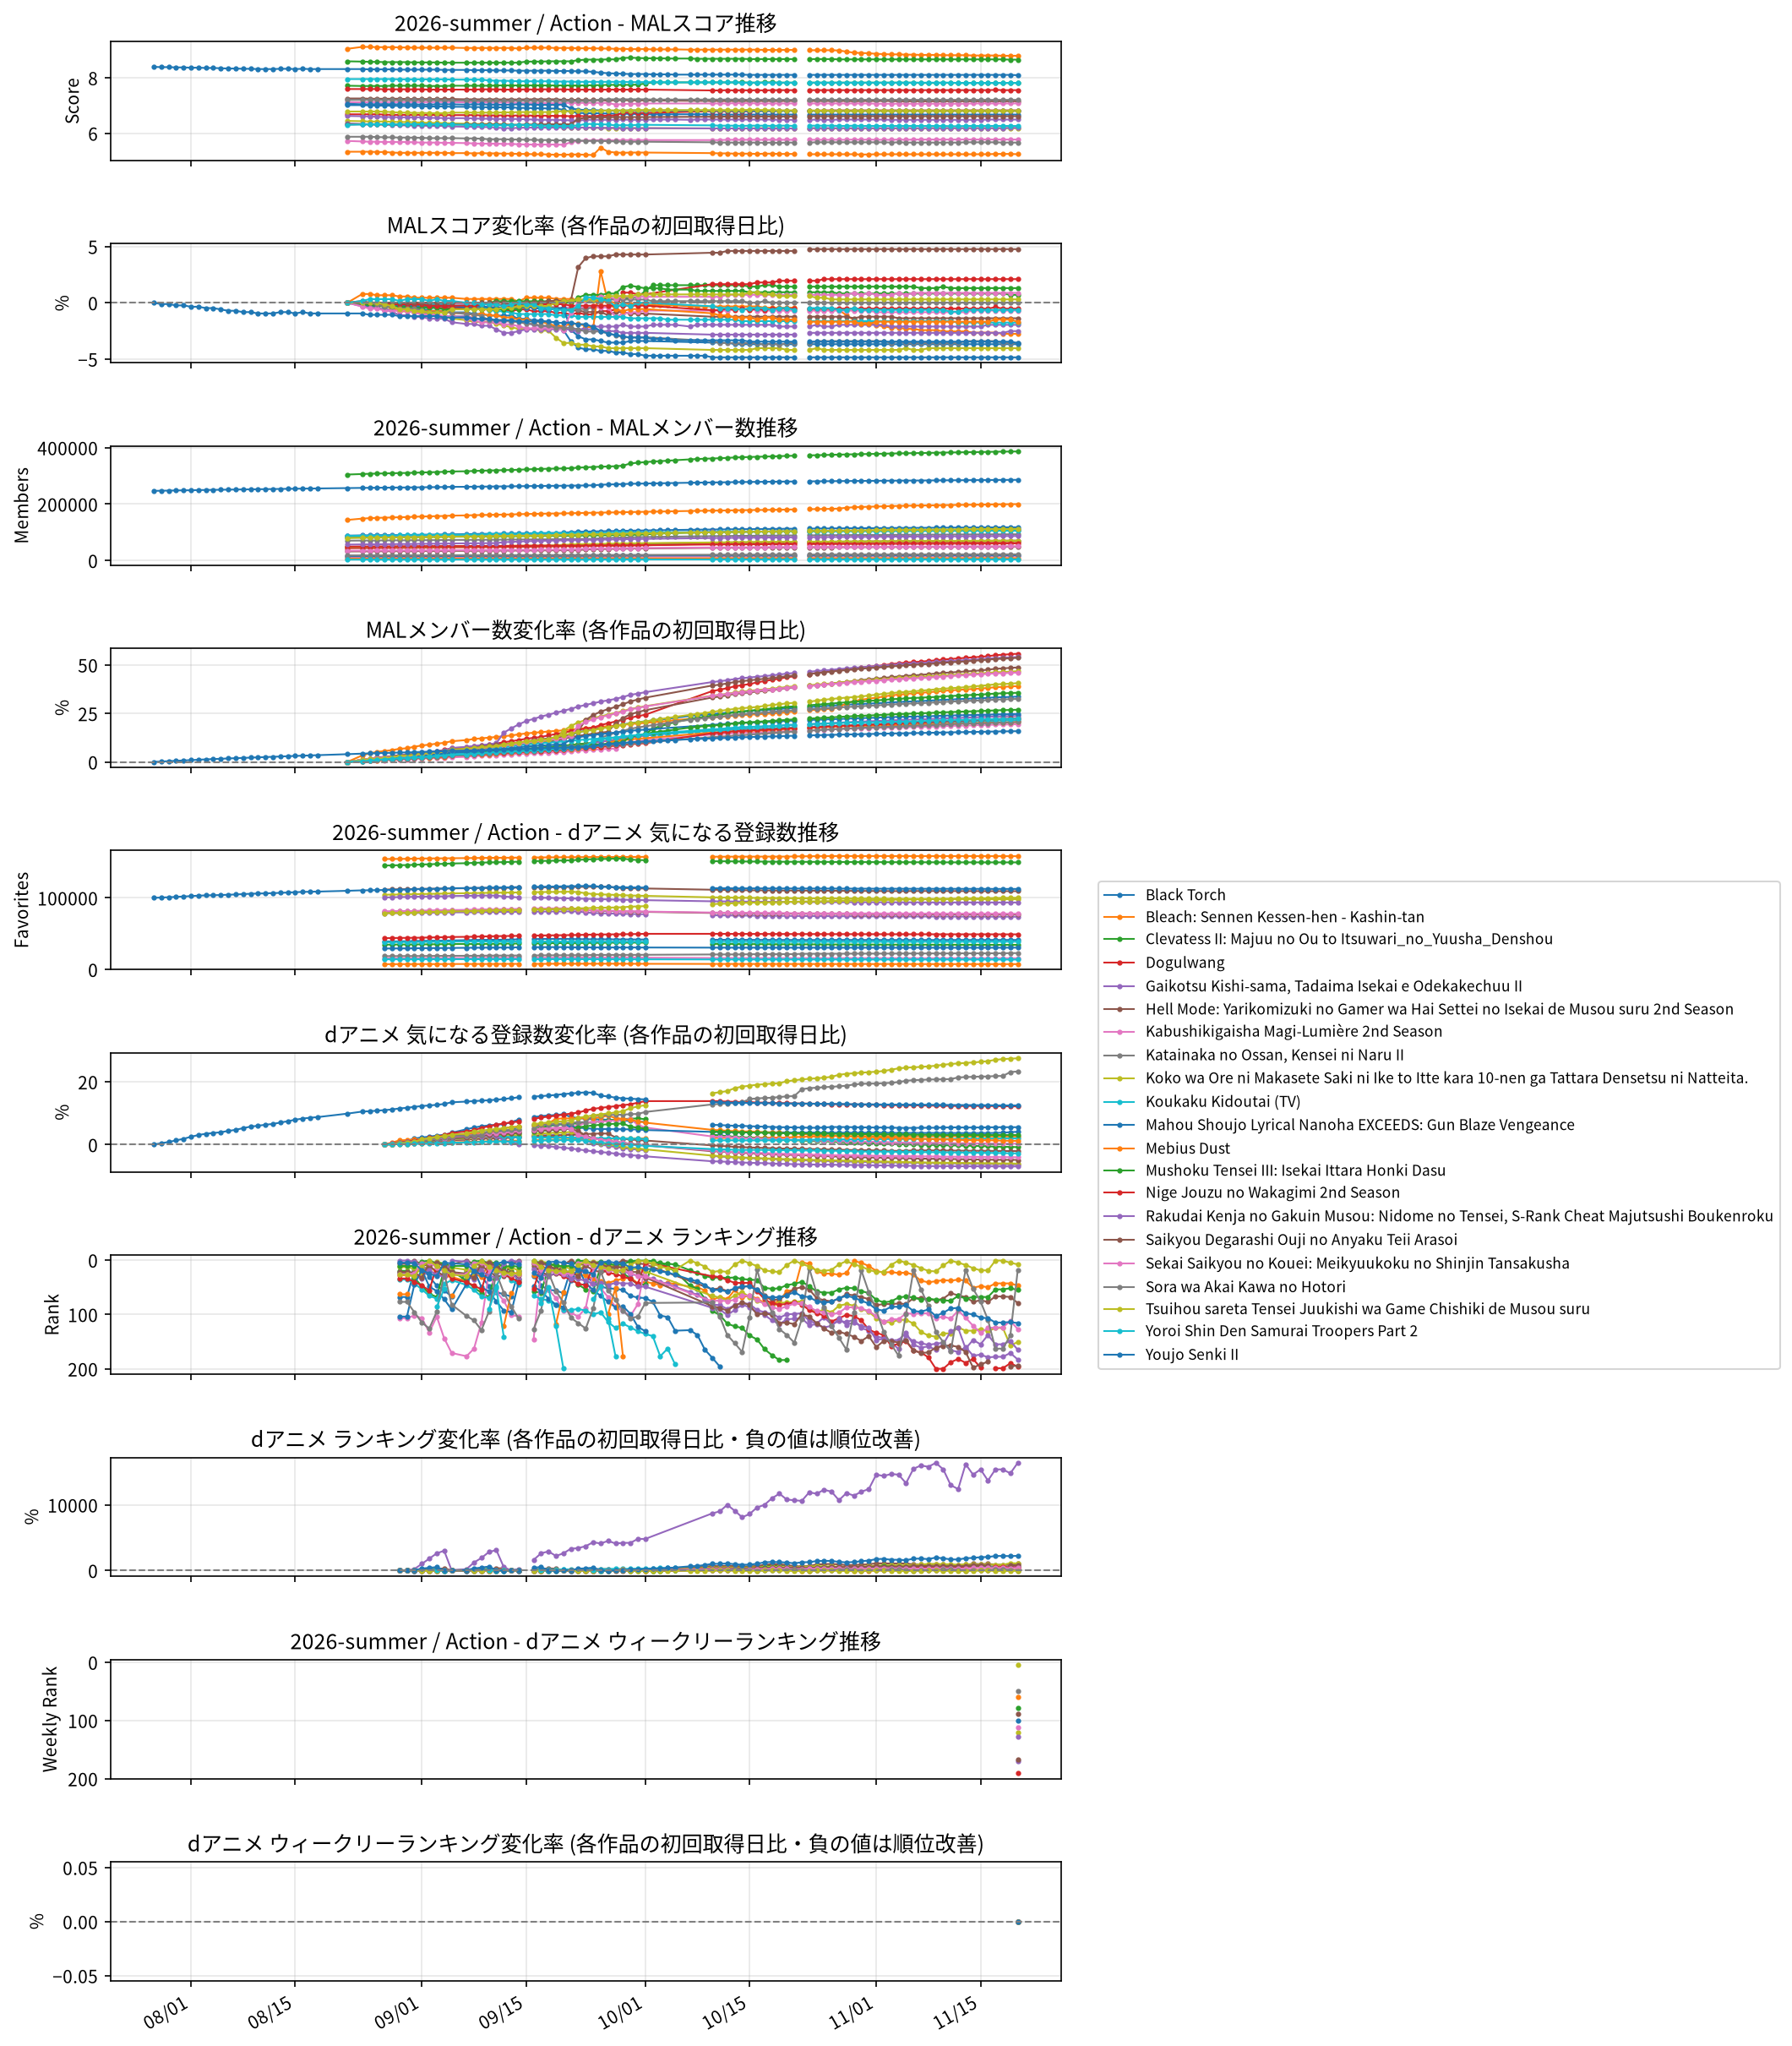 2026-summer / Action - MALスコア推移
Score
8
6
MALスコア変化率 (各作品の初回取得日比)
%
5
0
−5
2026-summer / Action - MALメンバー数推移
Members
400000
200000
0
MALメンバー数変化率 (各作品の初回取得日比)
%
50
25
0
2026-summer / Action - dアニメ 気になる登録数推移
Favorites
100000
0
dアニメ 気になる登録数変化率 (各作品の初回取得日比)
%
20
0
2026-summer / Action - dアニメ ランキング推移
Rank
0
100
200
dアニメ ランキング変化率 (各作品の初回取得日比・負の値は順位改善)
%
10000
0
2026-summer / Action - dアニメ ウィークリーランキング推移
Weekly Rank
0
100
200
dアニメ ウィークリーランキング変化率 (各作品の初回取得日比・負の値は順位改善)
%
0.05
0.00
−0.05
08/01
08/15
09/01
09/15
10/01
10/15
11/01
11/15
Black Torch
Bleach: Sennen Kessen-hen - Kashin-tan
Clevatess II: Majuu no Ou to Itsuwari_no_Yuusha_Denshou
Dogulwang
Gaikotsu Kishi-sama, Tadaima Isekai e Odekakechuu II
Hell Mode: Yarikomizuki no Gamer wa Hai Settei no Isekai de Musou suru 2nd Season
Kabushikigaisha Magi-Lumière 2nd Season
Katainaka no Ossan, Kensei ni Naru II
Koko wa Ore ni Makasete Saki ni Ike to Itte kara 10-nen ga Tattara Densetsu ni Natteita.
Koukaku Kidoutai (TV)
Mahou Shoujo Lyrical Nanoha EXCEEDS: Gun Blaze Vengeance
Mebius Dust
Mushoku Tensei III: Isekai Ittara Honki Dasu
Nige Jouzu no Wakagimi 2nd Season
Rakudai Kenja no Gakuin Musou: Nidome no Tensei, S-Rank Cheat Majutsushi Boukenroku
Saikyou Degarashi Ouji no Anyaku Teii Arasoi
Sekai Saikyou no Kouei: Meikyuukoku no Shinjin Tansakusha
Sora wa Akai Kawa no Hotori
Tsuihou sareta Tensei Juukishi wa Game Chishiki de Musou suru
Yoroi Shin Den Samurai Troopers Part 2
Youjo Senki II